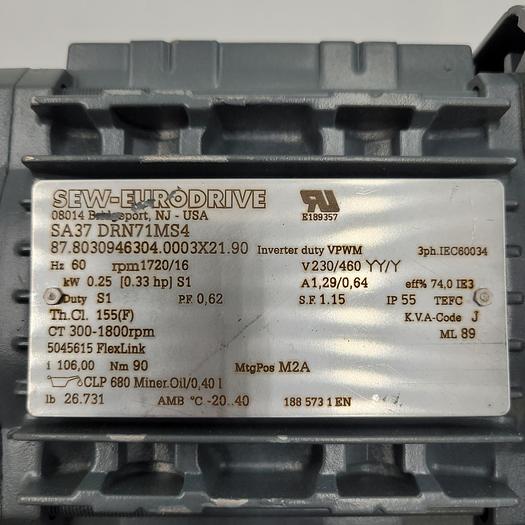 SEW-EURODRIVE
08014 Bridgeport, NJ - USA
E189357
SA37 DRN71MS4
87.8030946304.0003X21.90 Inverter duty VPWM 3ph.IEC60034
Hz 60 rpm 1720/16 V 230/460 YY/Y
kW 0.25 [0.33 hp] S1 A 1,29/0,64 eff% 74,0 IE3
Duty S1 P.F. 0,62 S.F. 1.15 IP 55 TEFC
Th.Cl. 155(F) K.V.A-Code J
CT 300-1800rpm ML 89
5045615 FlexLink
i 106,00 Nm 90 MtgPos M2A
CLP 680 Miner.Oil/0,40 l
lb 26.731 AMB °C -20..40 188 573 1 EN